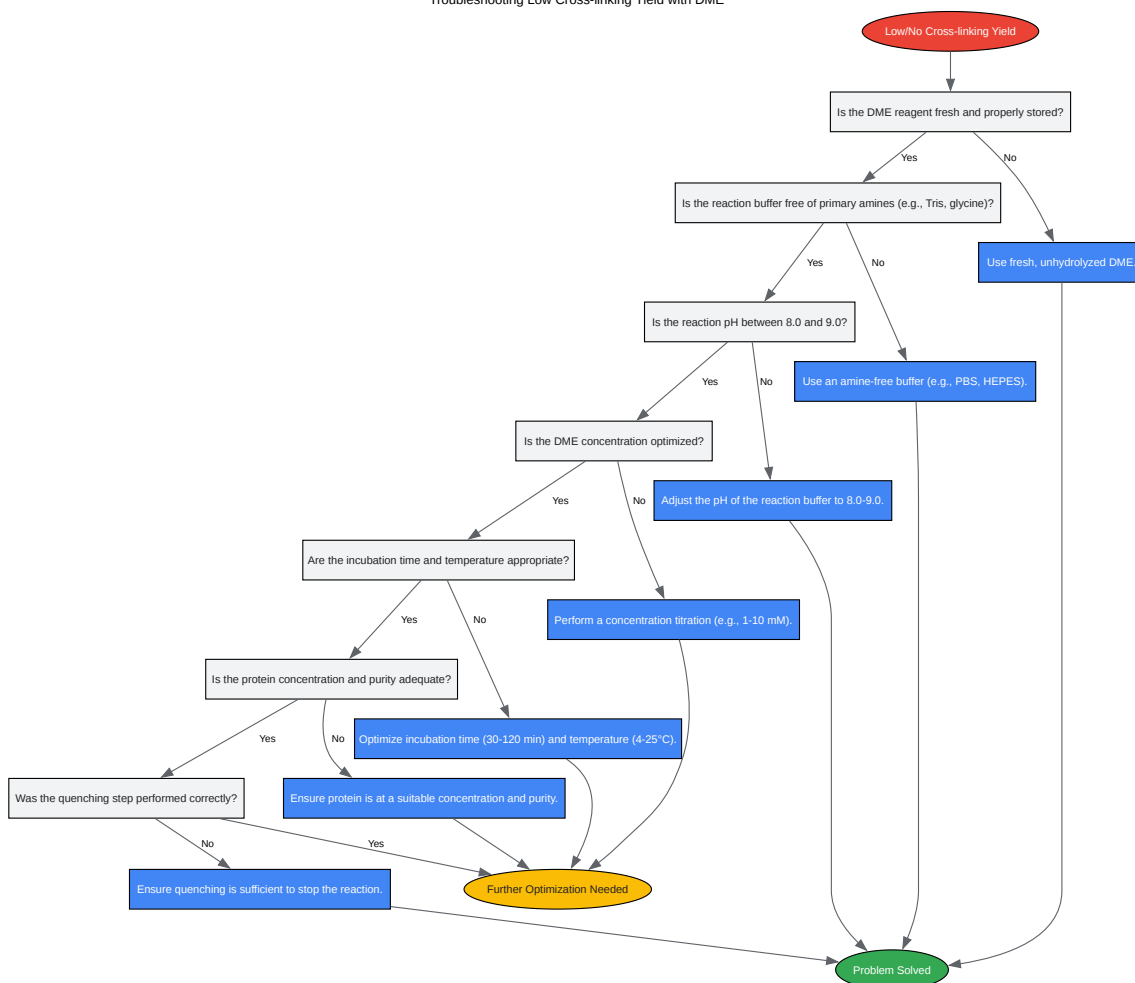 Troubleshooting Low Cross-linking Yield with DME
Low/No Cross-linking Yield
Is the DME reagent fresh and properly stored?
Yes
No
Is the reaction buffer free of primary amines (e.g., Tris, glycine)?
Use fresh, unhydrolyzed DME.
Yes
No
Is the reaction pH between 8.0 and 9.0?
Use an amine-free buffer (e.g., PBS, HEPES).
Yes
No
Is the DME concentration optimized?
Adjust the pH of the reaction buffer to 8.0-9.0.
Yes
No
Are the incubation time and temperature appropriate?
Perform a concentration titration (e.g., 1-10 mM).
Yes
No
Is the protein concentration and purity adequate?
Optimize incubation time (30-120 min) and temperature (4-25°C).
Yes
No
Was the quenching step performed correctly?
Ensure protein is at a suitable concentration and purity.
No
Yes
Ensure quenching is sufficient to stop the reaction.
Further Optimization Needed
Problem Solved